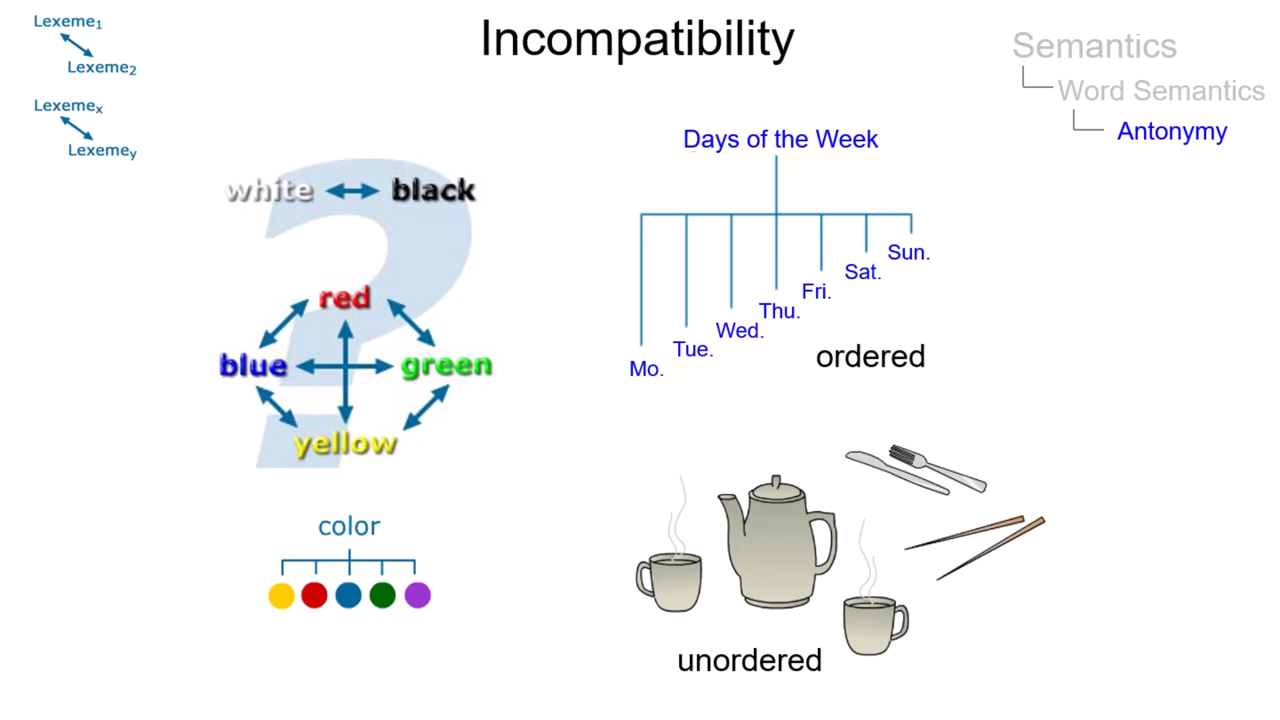 Incompatibility
Lexeme1
Lexeme2
Lexemex
Lexemey
Semantics
Word Semantics
Antonymy
white
black
red
blue
green
yellow
color
Days of the Week
Mo.
Tue.
Wed.
Thu.
Fri.
Sat.
Sun.
ordered
unordered